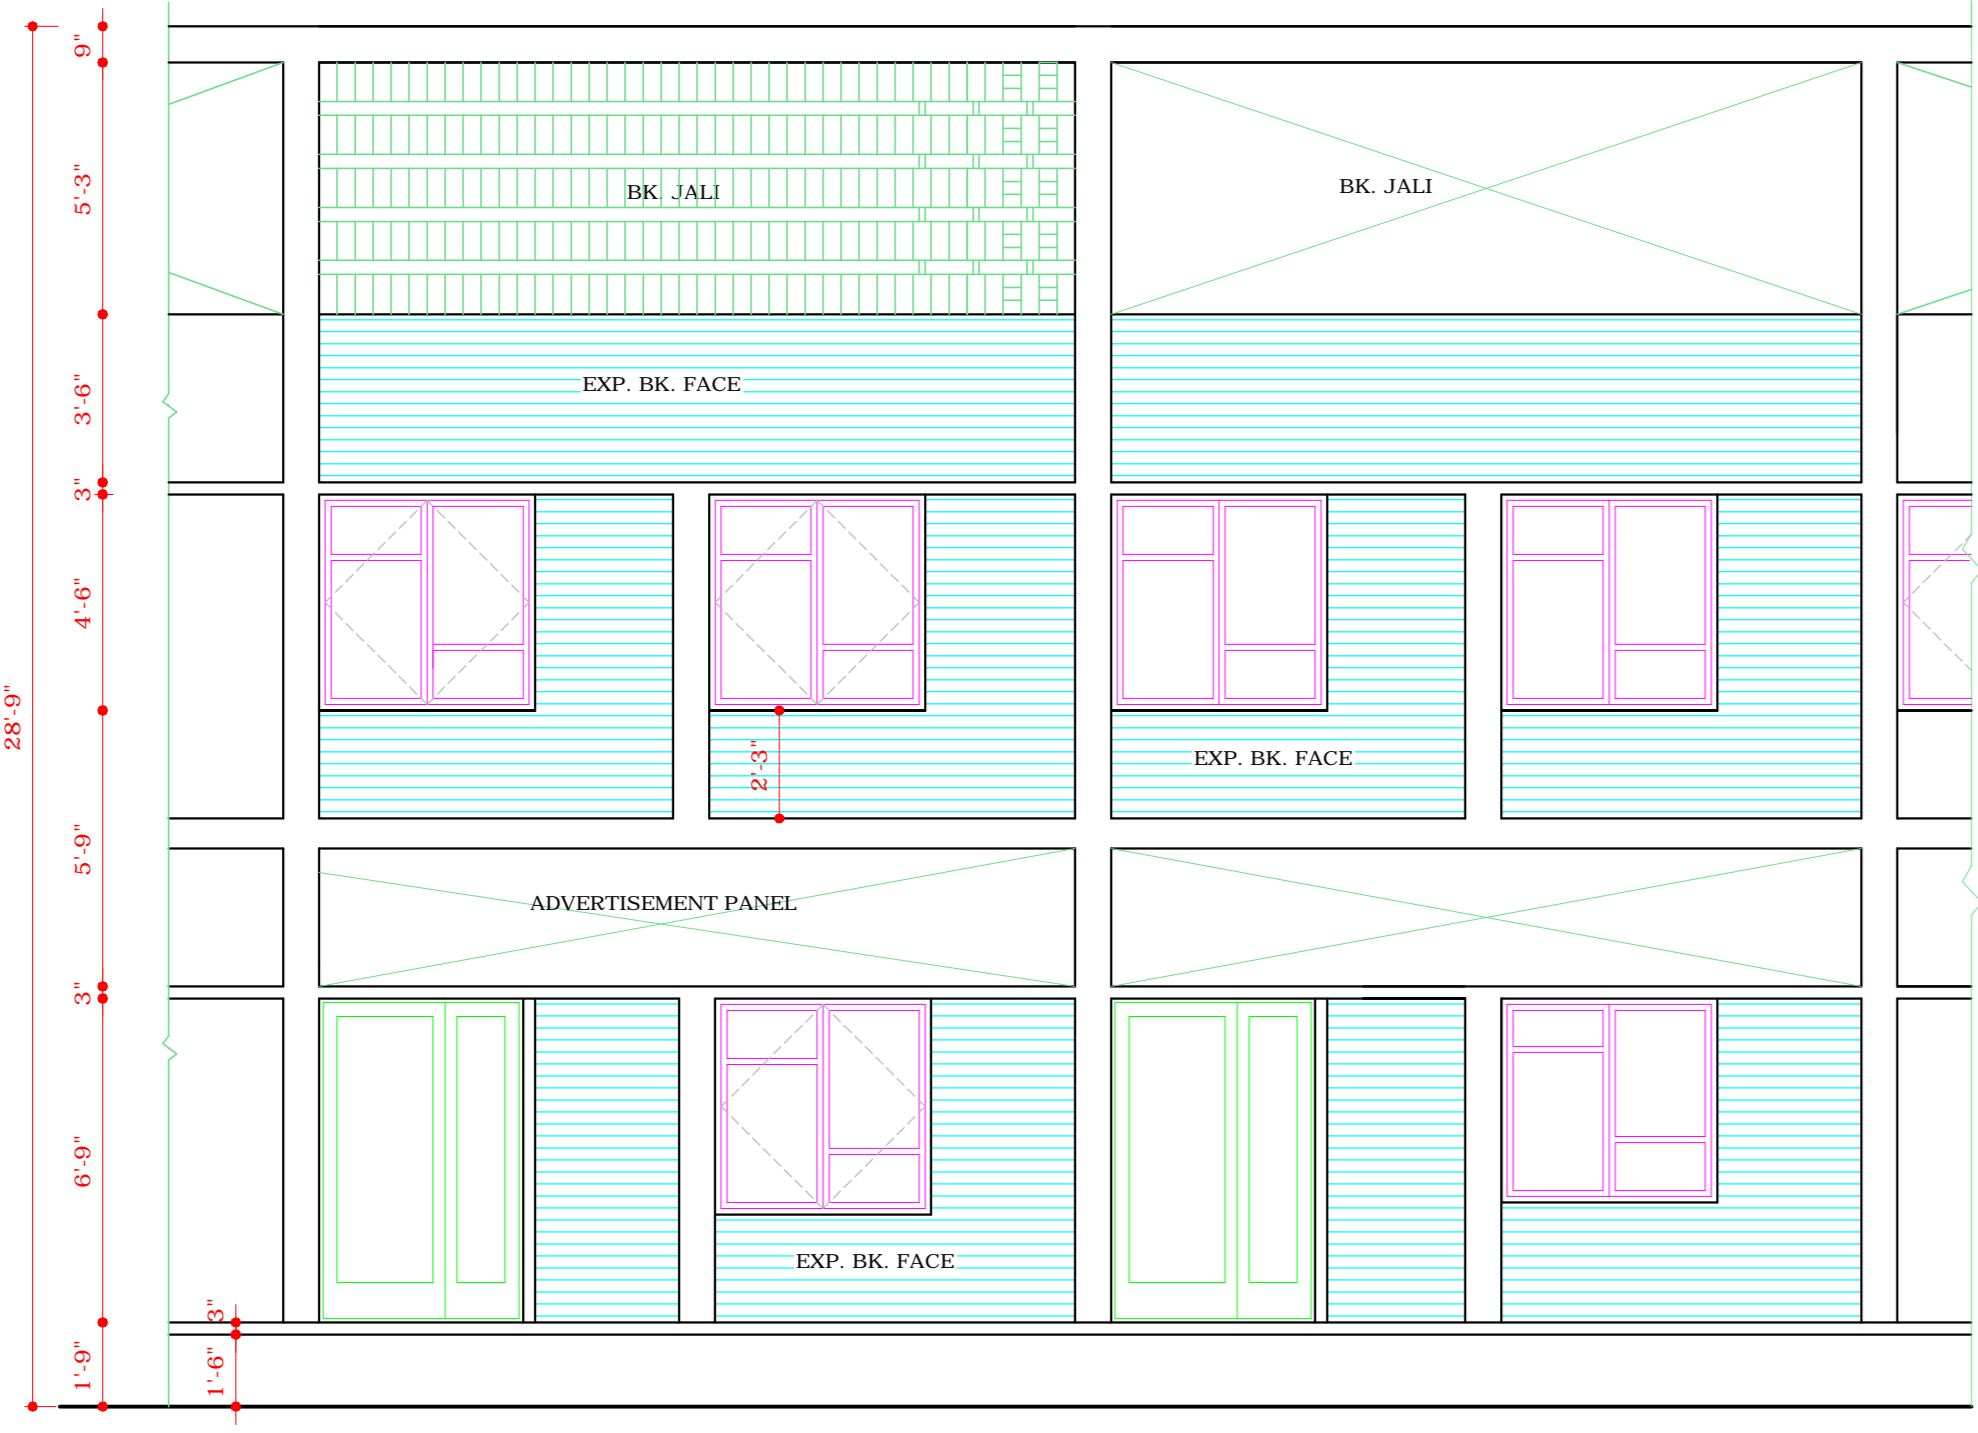 9"
5'-3"
BK. JALI
BK. JALI
3'-6"
EXP. BK. FACE
3"
4'-6"
28'-9"
2'-3"
EXP. BK. FACE
5'-9"
ADVERTISEMENT PANEL
3"
6'-9"
EXP. BK. FACE
3"
1'-9"
1'-6"